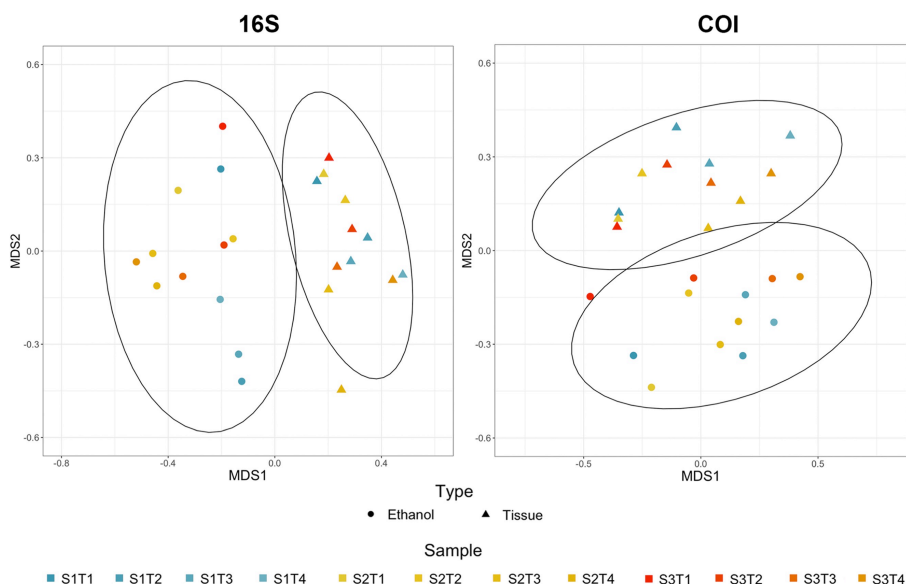 16S
COI
0.6
0.3
0.0
-0.3
-0.6
MDS2
-0.8
-0.4
0.0
0.4
MDS1
0.6
0.3
0.0
-0.3
-0.6
MDS2
-0.5
0.0
0.5
MDS1
Type
Ethanol Tissue
Sample
S1T1 S1T2 S1T3 S1T4 S2T1 S2T2 S2T3 S2T4 S3T1 S3T2 S3T3 S3T4